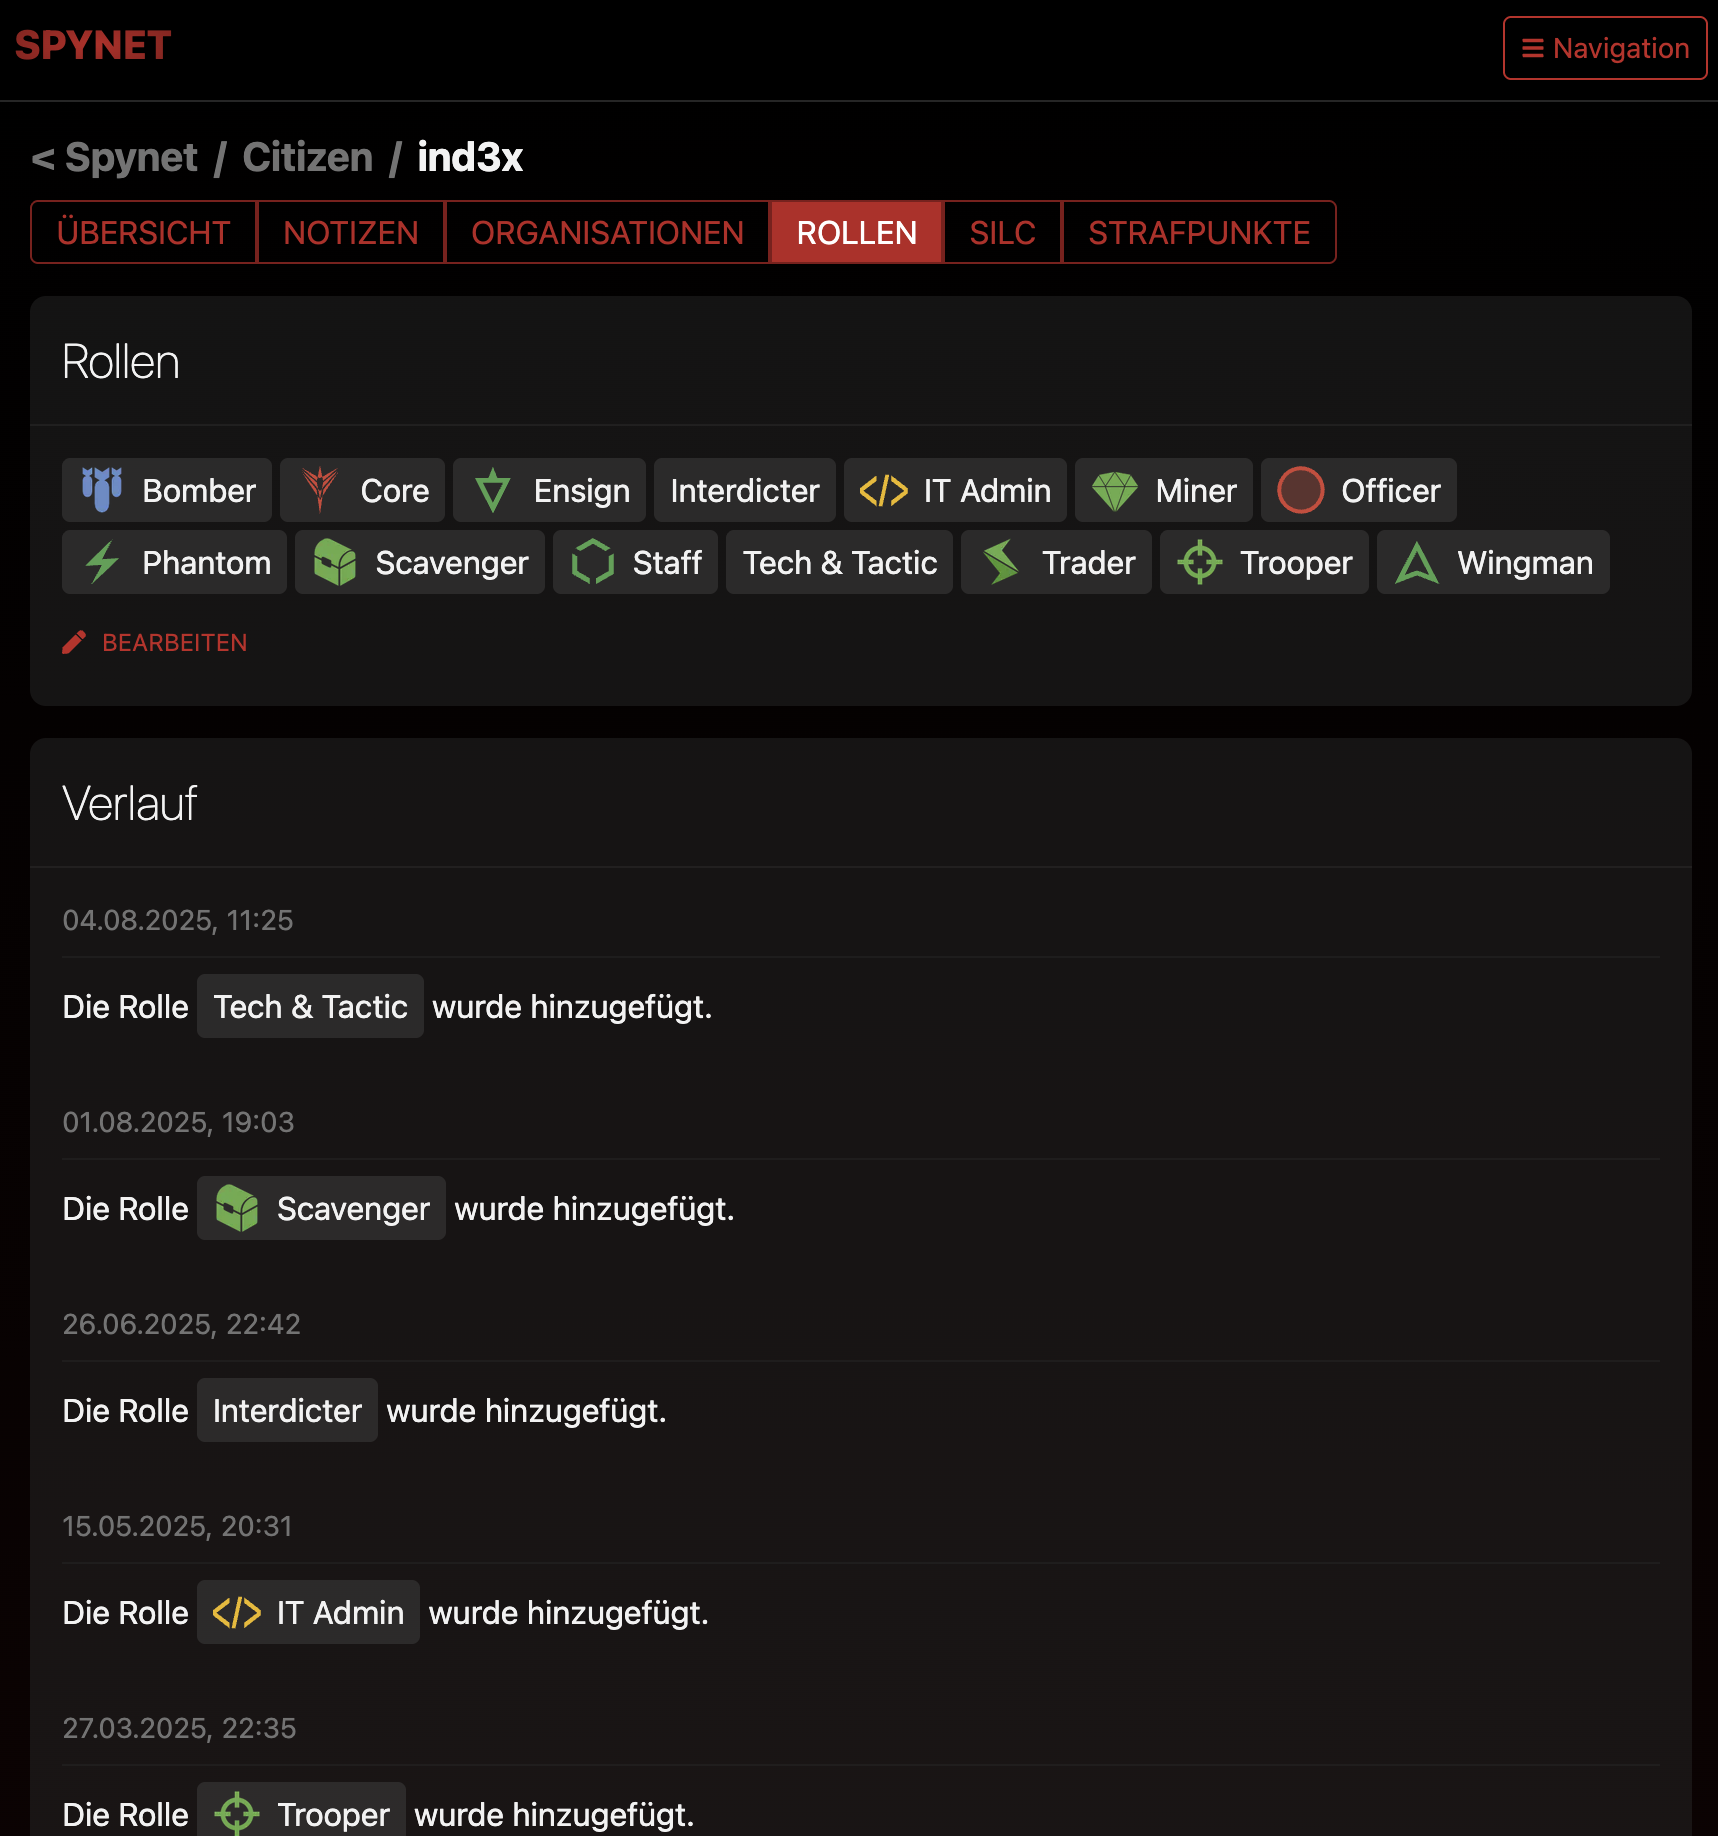 SPYNET
Navigation
< Spynet / Citizen / ind3x
ÜBERSICHT NOTIZEN ORGANISATIONEN ROLLEN SILC STRAFPUNKTE
Rollen
Bomber Core Ensign Interdicter IT Admin Miner Officer
Phantom Scavenger Staff Tech & Tactic Trader Trooper Wingman
BEARBEITEN
Verlauf
04.08.2025, 11:25
Die Rolle Tech & Tactic wurde hinzugefügt.
01.08.2025, 19:03
Die Rolle Scavenger wurde hinzugefügt.
26.06.2025, 22:42
Die Rolle Interdicter wurde hinzugefügt.
15.05.2025, 20:31
Die Rolle IT Admin wurde hinzugefügt.
27.03.2025, 22:35
Die Rolle Trooper wurde hinzugefügt.